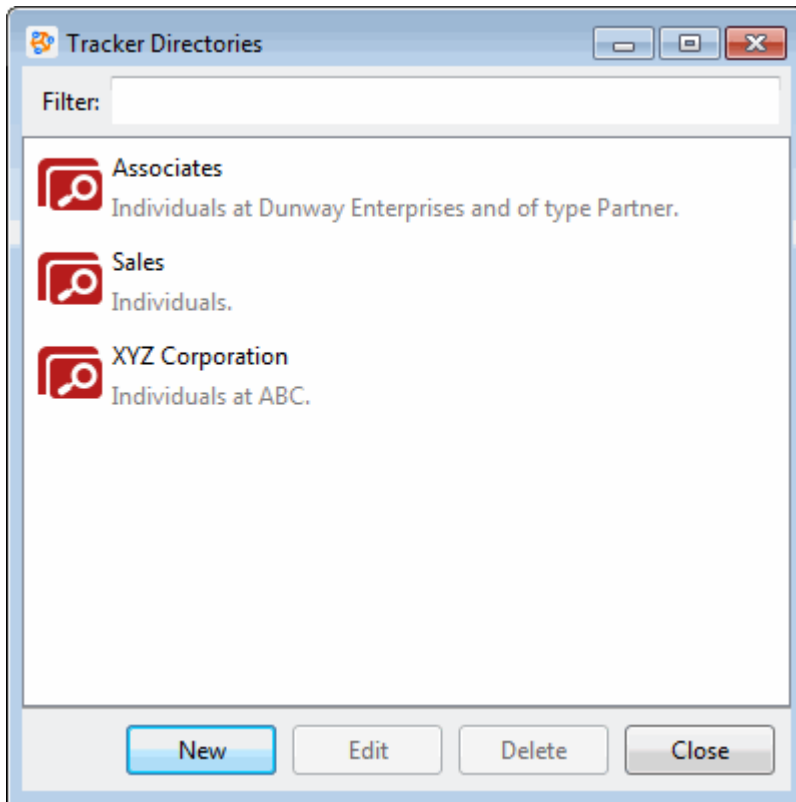 Tracker Directories
Filter:
Associates
Individuals at Dunway Enterprises and of type Partner.
Sales
Individuals.
XYZ Corporation
Individuals at ABC.
New Edit Delete Close